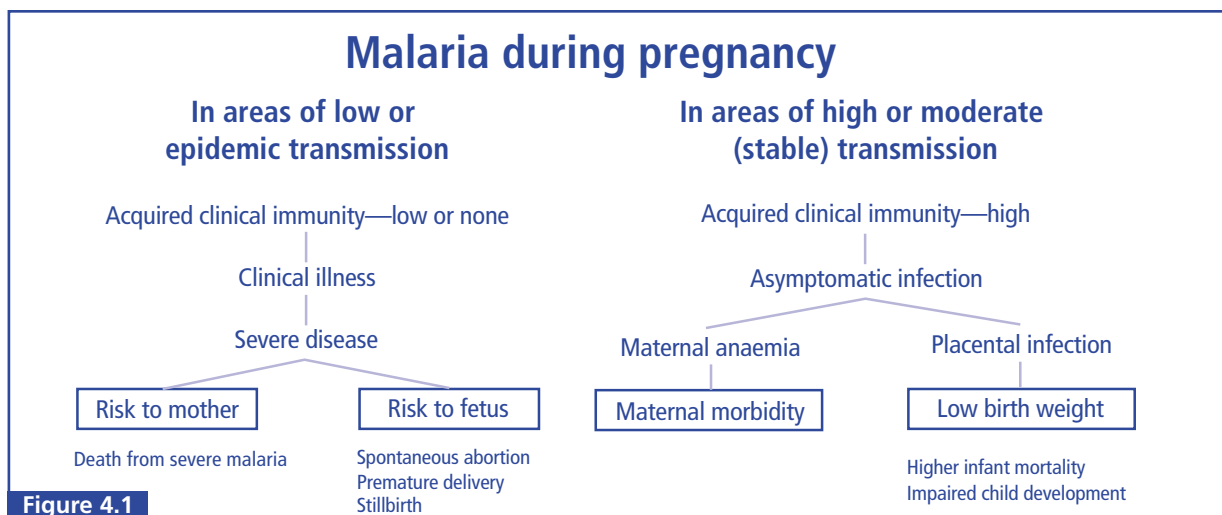 Malaria during pregnancy
In areas of low or
epidemic transmission
Acquired clinical immunity—low or none
Clinical illness
Severe disease
Risk to mother
Death from severe malaria
Risk to fetus
Spontaneous abortion
Premature delivery
Stillbirth
In areas of high or moderate
(stable) transmission
Acquired clinical immunity—high
Asymptomatic infection
Maternal anaemia
Maternal morbidity
Placental infection
Low birth weight
Higher infant mortality
Impaired child development
Figure 4.1